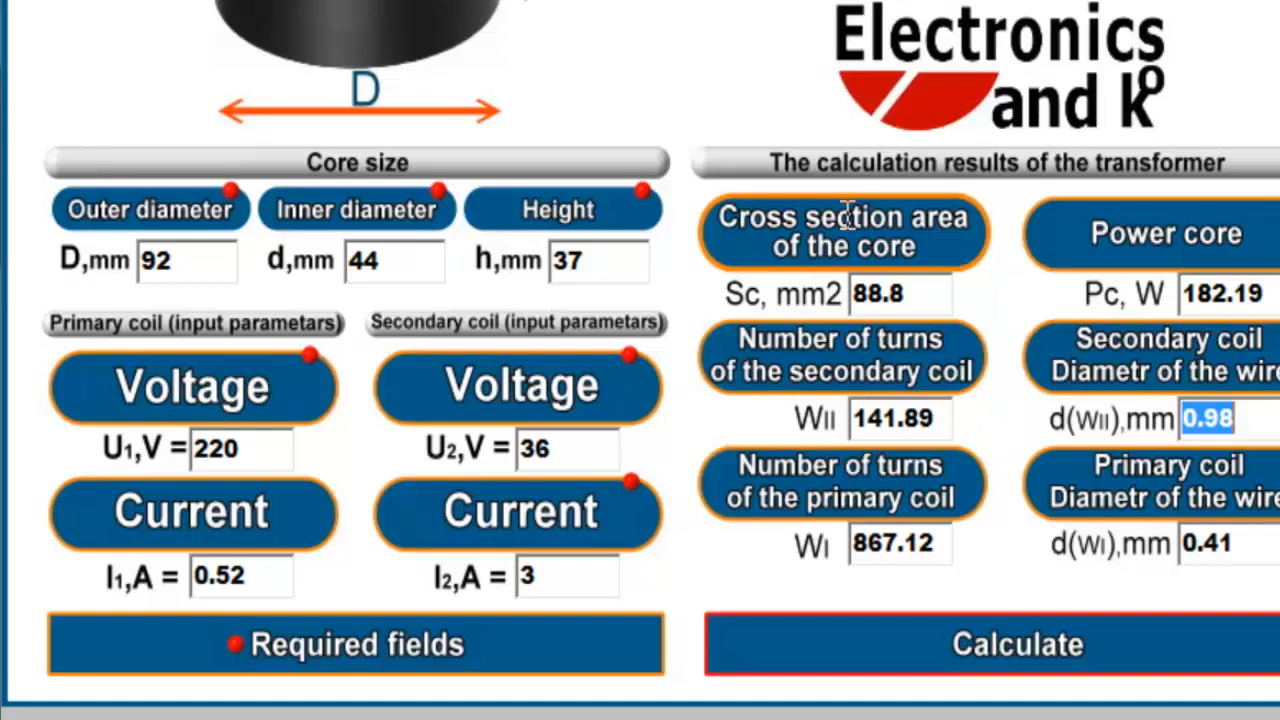 Electronics
and kº
D
Core size
Outer diameter
Inner diameter
Height
D,mm 92
d,mm 44
h,mm 37
Primary coil (input parametars)
Secondary coil (input parametars)
Voltage
Voltage
U1,V = 220
U2,V = 36
Current
Current
I1,A = 0.52
I2,A = 3
Required fields
The calculation results of the transformer
Cross section area
of the core
Power core
Sc, mm2 88.8
Pc, W 182.19
Number of turns
of the secondary coil
Secondary coil
Diametr of the wire
WII 141.89
d(WII),mm 0.98
Number of turns
of the primary coil
Primary coil
Diametr of the wire
WI 867.12
d(WI),mm 0.41
Calculate